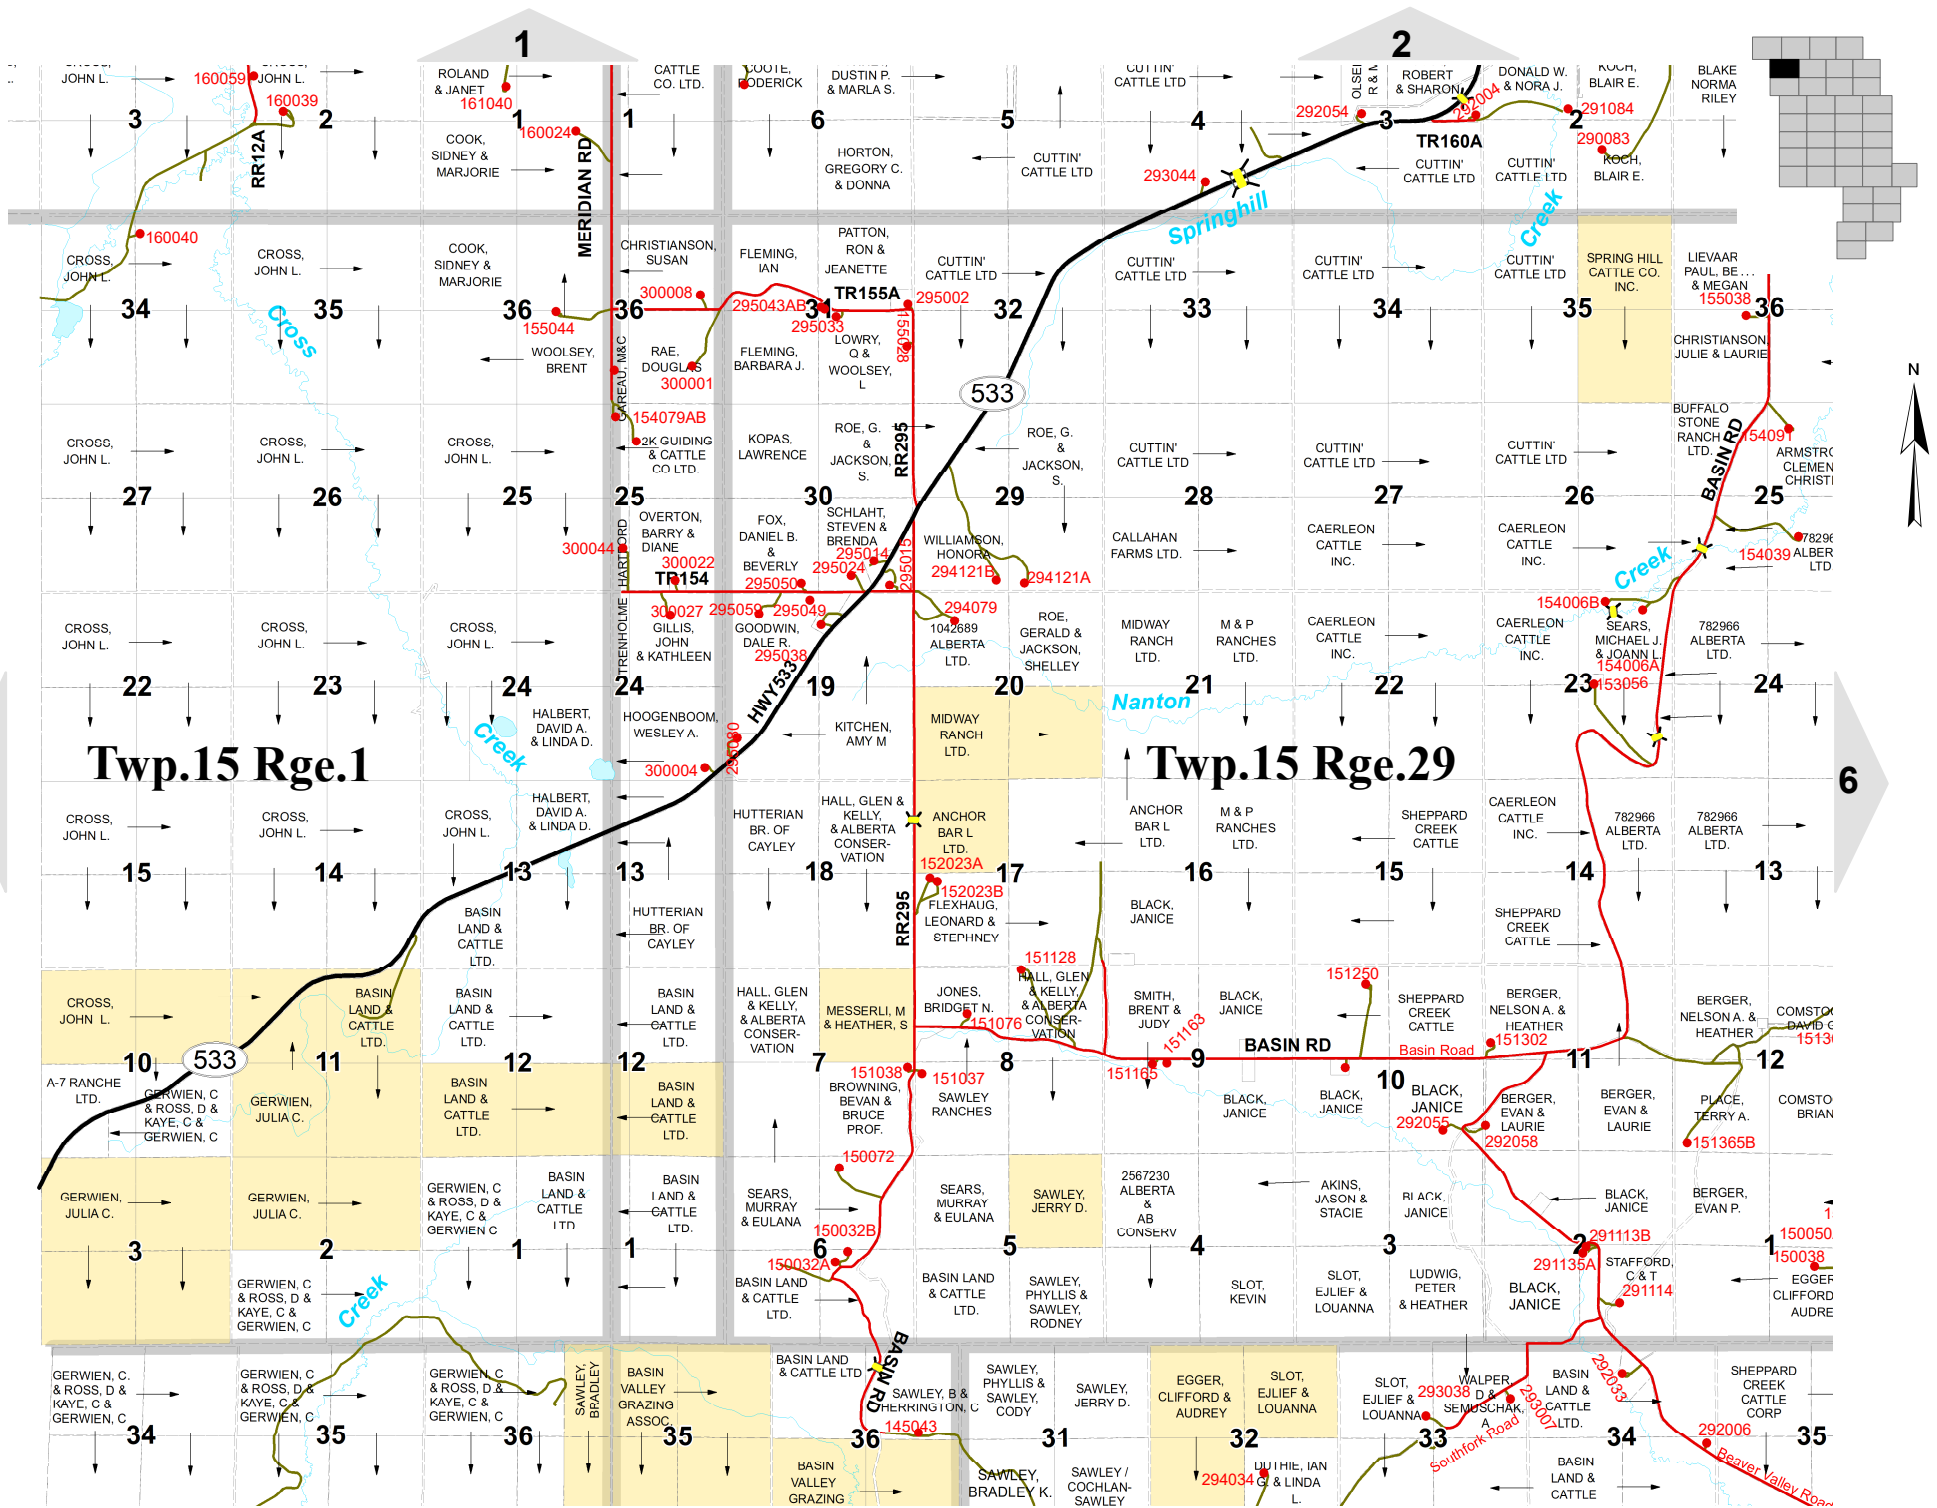 1
2
JOHN L.
160059
JOHN L.
160039
ROLAND
& JANET
161040
CATTLE
CO. LTD.
COOTE,
RODERICK
DUSTIN P.
& MARLA S.
CUTTIN'
CATTLE LTD
CUTTIN'
CATTLE LTD
292054
ROBERT
& SHARON
292004
DONALD W.
& NORA J.
KOCH,
BLAIR E.
291084
BLAKE
NORMA
RILEY
3
2
1
1
6
5
4
3
2
RR12A
COOK,
SIDNEY &
MARJORIE
160024
MERIDIAN RD
HORTON,
GREGORY C.
& DONNA
CUTTIN'
CATTLE LTD
293044
TR160A
CUTTIN'
CATTLE LTD
CUTTIN'
CATTLE LTD
290083
KOCH,
BLAIR E.
Springhill
Creek
160040
CROSS,
JOHN L.
CROSS,
JOHN L.
COOK,
SIDNEY &
MARJORIE
CHRISTIANSON,
SUSAN
FLEMING,
IAN
PATTON,
RON &
JEANETTE
CUTTIN'
CATTLE LTD
CUTTIN'
CATTLE LTD
CUTTIN'
CATTLE LTD
CUTTIN'
CATTLE LTD
SPRING HILL
CATTLE CO.
INC.
LIEVAAR
PAUL, BE...
& MEGAN
155038
34
35
36
36
31
32
33
34
35
36
155044
300008
295043AB
295033
TR155A
295002
155028
Cross
WOOLSEY,
BRENT
GAREAU, M&C
RAE,
DOUGLAS
300001
FLEMING,
BARBARA J.
LOWRY,
Q &
WOOLSEY,
L
533
CHRISTIANSON,
JULIE & LAURIE
N
154079AB
CROSS,
JOHN L.
CROSS,
JOHN L.
CROSS,
JOHN L.
2K GUIDING
& CATTLE
CO LTD.
KOPAS,
LAWRENCE
ROE, G.
&
JACKSON,
S.
RR295
ROE, G.
&
JACKSON,
S.
CUTTIN'
CATTLE LTD
CUTTIN'
CATTLE LTD
CUTTIN'
CATTLE LTD
BUFFALO
STONE
RANCH
LTD.
BASIN RD
154091
27
26
25
25
30
29
28
27
26
25
300044
HARTFORD
OVERTON,
BARRY &
DIANE
300022
TR154
FOX,
DANIEL B.
&
BEVERLY
SCHLAHT,
STEVEN &
BRENDA
295014
295024
295015
295050
WILLIAMSON,
HONORA
294121B
294121A
CALLAHAN
FARMS LTD.
CAERLEON
CATTLE
INC.
CAERLEON
CATTLE
INC.
Creek
154039
154006B
300027
295059
295049
294079
CROSS,
JOHN L.
CROSS,
JOHN L.
CROSS,
JOHN L.
TRENHOLME
GILLIS,
JOHN
& KATHLEEN
GOODWIN,
DALE R.
295038
1042689
ALBERTA
LTD.
ROE,
GERALD &
JACKSON,
SHELLEY
MIDWAY
RANCH
LTD.
M & P
RANCHES
LTD.
CAERLEON
CATTLE
INC.
CAERLEON
CATTLE
INC.
SEARS,
MICHAEL J.
& JOANN L.
154006A
153056
782966
ALBERTA
LTD.
22
23
24
24
19
20
21
22
23
24
Nanton
HWY533
Creek
HALBERT,
DAVID A.
& LINDA D.
HOOGENBOOM,
WESLEY A.
295080
300004
KITCHEN,
AMY M
MIDWAY
RANCH
LTD.
Twp.15 Rge.1
Twp.15 Rge.29
6
CROSS,
JOHN L.
CROSS,
JOHN L.
CROSS,
JOHN L.
HALBERT,
DAVID A.
& LINDA D.
HUTTERIAN
BR. OF
CAYLEY
HALL, GLEN &
KELLY,
& ALBERTA
CONSER-
VATION
ANCHOR
BAR L
LTD.
ANCHOR
BAR L
LTD.
M & P
RANCHES
LTD.
SHEPPARD
CREEK
CATTLE
CAERLEON
CATTLE
INC.
782966
ALBERTA
LTD.
782966
ALBERTA
LTD.
15
14
13
13
18
17
16
15
14
13
152023A
152023B
RR295
BASIN
LAND &
CATTLE
LTD.
HUTTERIAN
BR. OF
CAYLEY
FLEXHAUG,
LEONARD &
STEPHNEY
BLACK,
JANICE
SHEPPARD
CREEK
CATTLE
151128
151250
CROSS,
JOHN L.
BASIN
LAND &
CATTLE
LTD.
BASIN
LAND &
CATTLE
LTD.
BASIN
LAND &
CATTLE
LTD.
HALL, GLEN
& KELLY,
& ALBERTA
CONSER-
VATION
MESSERLI, M
& HEATHER, S
JONES,
BRIDGET N.
151076
HALL, GLEN
& KELLY,
& ALBERTA
CONSER-
VATION
SMITH,
BRENT &
JUDY
151163
BLACK,
JANICE
SHEPPARD
CREEK
CATTLE
BERGER,
NELSON A. &
HEATHER
151302
BERGER,
NELSON A. &
HEATHER
10
533
11
12
12
7
8
9
10
11
12
BASIN RD
Basin Road
151038
151037
151165
A-7 RANCHE
LTD.
GERWIEN, C
& ROSS, D &
KAYE, C &
GERWIEN, C
GERWIEN,
JULIA C.
BASIN
LAND &
CATTLE
LTD.
BASIN
LAND &
CATTLE
LTD.
BROWNING,
BEVAN &
BRUCE
PROF.
SAWLEY
RANCHES
BLACK,
JANICE
BLACK,
JANICE
BLACK,
JANICE
292055
292058
BERGER,
EVAN &
LAURIE
BERGER,
EVAN &
LAURIE
PLACE,
TERRY A.
151365B
150072
GERWIEN,
JULIA C.
GERWIEN,
JULIA C.
GERWIEN, C
& ROSS, D &
KAYE, C &
GERWIEN C
BASIN
LAND &
CATTLE
LTD
BASIN
LAND &
CATTLE
LTD.
SEARS,
MURRAY
& EULANA
SEARS,
MURRAY
& EULANA
SAWLEY,
JERRY D.
2567230
ALBERTA
&
AB
CONSERV
AKINS,
JASON &
STACIE
BLACK,
JANICE
BLACK,
JANICE
BERGER,
EVAN P.
150032B
3
2
1
1
6
5
4
3
2
1
150032A
291113B
291135A
150050
150038
GERWIEN, C
& ROSS, D &
KAYE, C &
GERWIEN, C
Creek
BASIN LAND
& CATTLE
LTD.
BASIN LAND
& CATTLE
LTD.
SAWLEY,
PHYLLIS &
SAWLEY,
RODNEY
SLOT,
KEVIN
SLOT,
EJLIEF &
LOUANNA
LUDWIG,
PETER
& HEATHER
BLACK,
JANICE
STAFFORD,
C & T
291114
BASIN RD
GERWIEN, C.
& ROSS, D &
KAYE, C &
GERWIEN, C
GERWIEN, C
& ROSS, D &
KAYE, C &
GERWIEN, C
GERWIEN, C
& ROSS, D &
KAYE, C &
GERWIEN, C
SAWLEY,
BRADLEY
BASIN
VALLEY
GRAZING
ASSOC.
BASIN LAND
& CATTLE LTD
SAWLEY, B &
HERRINGTON, C
SAWLEY,
PHYLLIS &
SAWLEY,
CODY
SAWLEY,
JERRY D.
EGGER,
CLIFFORD &
AUDREY
SLOT,
EJLIEF &
LOUANNA
SLOT,
EJLIEF &
LOUANNA
293038
WALPER,
D &
SEMUSCHAK,
A
293007
Southfork Road
BASIN
LAND &
CATTLE
LTD.
292033
SHEPPARD
CREEK
CATTLE
CORP
145043
34
35
36
35
36
31
32
33
34
35
292006
Beaver Valley Road
BASIN
VALLEY
GRAZING
SAWLEY,
BRADLEY K.
SAWLEY /
COCHLAN-
SAWLEY
294034
DUTHIE, IAN
G. & LINDA
L.
BASIN
LAND &
CATTLE